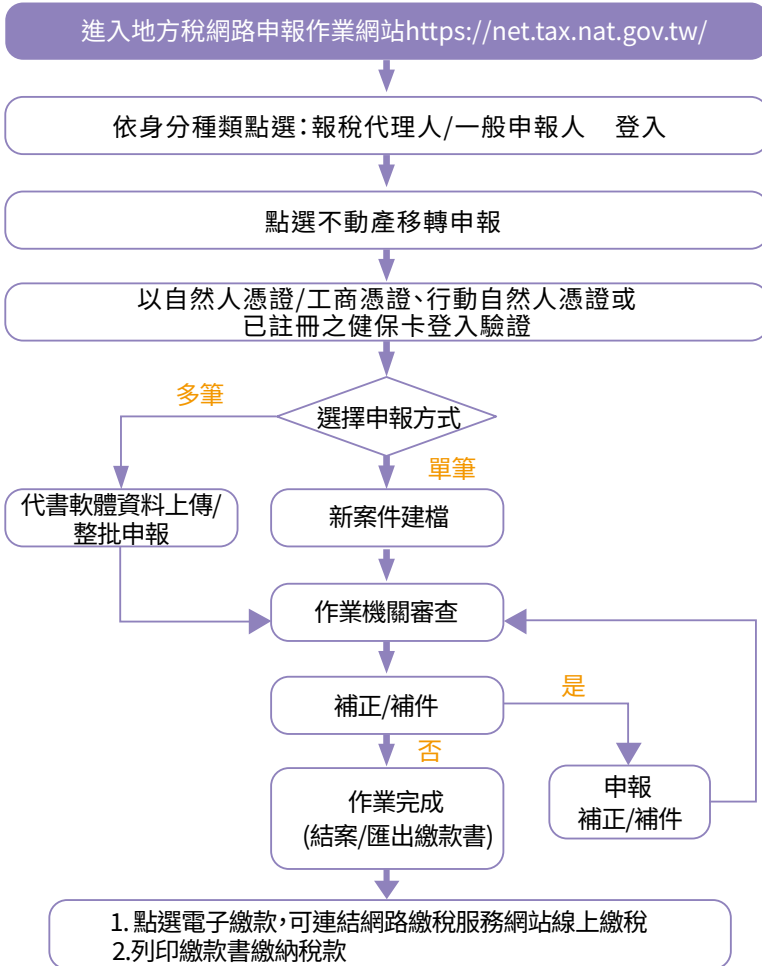 進入地方稅網路申報作業網站https://net.tax.nat.gov.tw/
依身分種類點選:報稅代理人/一般申報人　登入
點選不動產移轉申報
以自然人憑證/工商憑證、行動自然人憑證或
已註冊之健保卡登入驗證
多筆
選擇申報方式
單筆
代書軟體資料上傳/
整批申報
新案件建檔
作業機關審查
補正/補件
是
否
申報
補正/補件
作業完成
(結案/匯出繳款書)
1. 點選電子繳款,可連結網路繳稅服務網站線上繳稅
2.列印繳款書繳納稅款